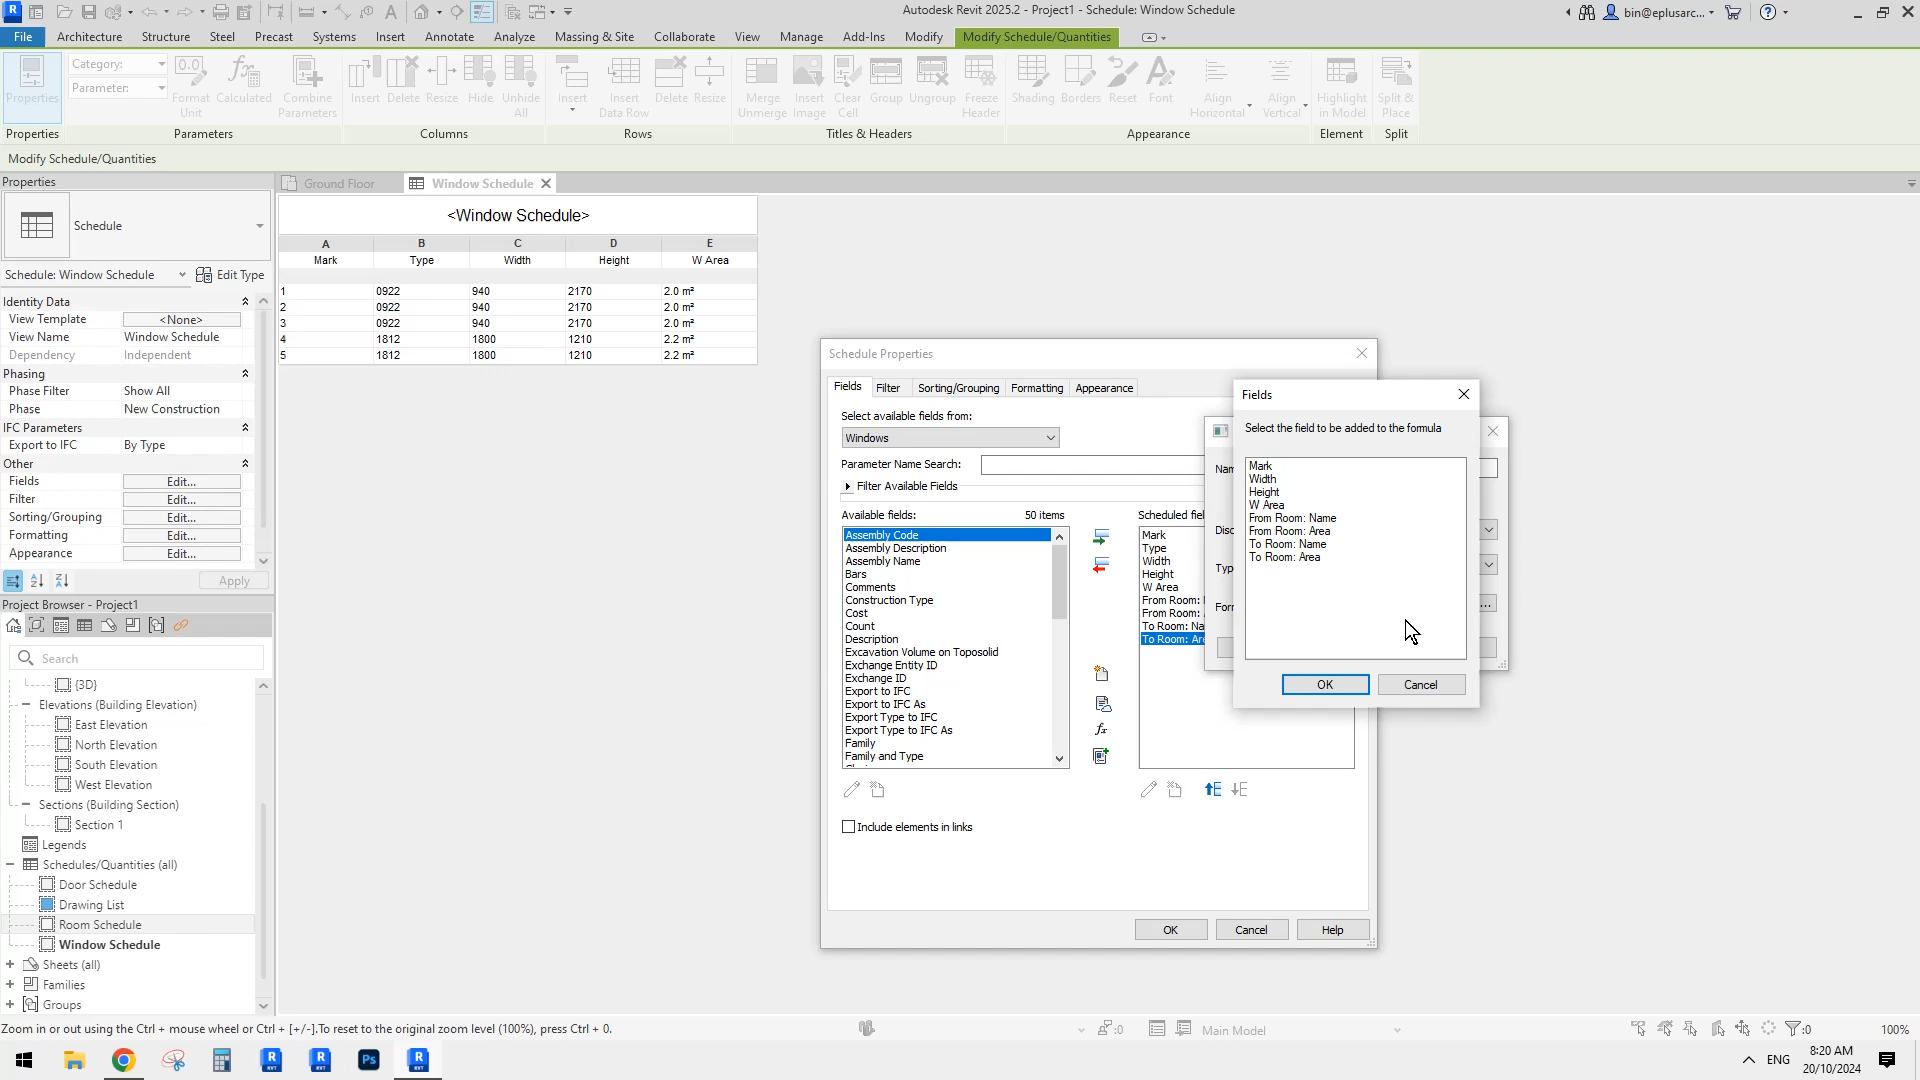 Autodesk Revit 2025.2 - Project1 - Schedule: Window Schedule
bin@eplusarc...
File Architecture Structure Steel Precast Systems Insert Annotate Analyze Massing & Site Collaborate View Manage Add-Ins Modify Modify Schedule/Quantities
Category:
Parameter:
Properties
Format Unit
Calculated
Combine Parameters
Insert Delete Resize Hide Unhide All
Insert
Insert Data Row
Delete Resize
Merge Unmerge
Insert Image
Clear Cell
Group Ungroup
Freeze Header
Shading Borders Reset Font
Align Horizontal
Align Vertical
Highlight in Model
Split & Place
Properties Parameters Columns Rows Titles & Headers Appearance Element Split
Modify Schedule/Quantities
Properties
Schedule
Schedule: Window Schedule Edit Type
Identity Data
View Template <None>
View Name Window Schedule
Dependency Independent
Phasing
Phase Filter Show All
Phase New Construction
IFC Parameters
Export to IFC By Type
Other
Fields Edit...
Filter Edit...
Sorting/Grouping Edit...
Formatting Edit...
Appearance Edit...
Apply
Project Browser - Project1
Search
{3D}
Elevations (Building Elevation)
East Elevation
North Elevation
South Elevation
West Elevation
Sections (Building Section)
Section 1
Legends
Schedules/Quantities (all)
Door Schedule
Drawing List
Room Schedule
Window Schedule
Sheets (all)
Families
Groups
Ground Floor
Window Schedule
<Window Schedule>
A B C D E
Mark Type Width Height W Area
1 0922 940 2170 2.0 m²
2 0922 940 2170 2.0 m²
3 0922 940 2170 2.0 m²
4 1812 1800 1210 2.2 m²
5 1812 1800 1210 2.2 m²
Schedule Properties
Fields Filter Sorting/Grouping Formatting Appearance
Select available fields from:
Windows
Parameter Name Search:
Filter Available Fields
Available fields: 50 items
Assembly Code
Assembly Description
Assembly Name
Bars
Comments
Construction Type
Cost
Count
Description
Excavation Volume on Toposolid
Exchange Entity ID
Exchange ID
Export to IFC
Export to IFC As
Export Type to IFC
Export Type to IFC As
Family
Family and Type
Scheduled fiel
Mark
Type
Width
Height
W Area
From Room:
From Room:
To Room: Na
To Room: Are
Include elements in links
OK Cancel Help
Nam
Disc
Typ
Forr
Fields
Select the field to be added to the formula
Mark
Width
Height
W Area
From Room: Name
From Room: Area
To Room: Name
To Room: Area
OK Cancel
Zoom in or out using the Ctrl + mouse wheel or Ctrl + [+/-].To reset to the original zoom level (100%), press Ctrl + 0.
:0
Main Model
:0
100%
ENG
8:20 AM
20/10/2024